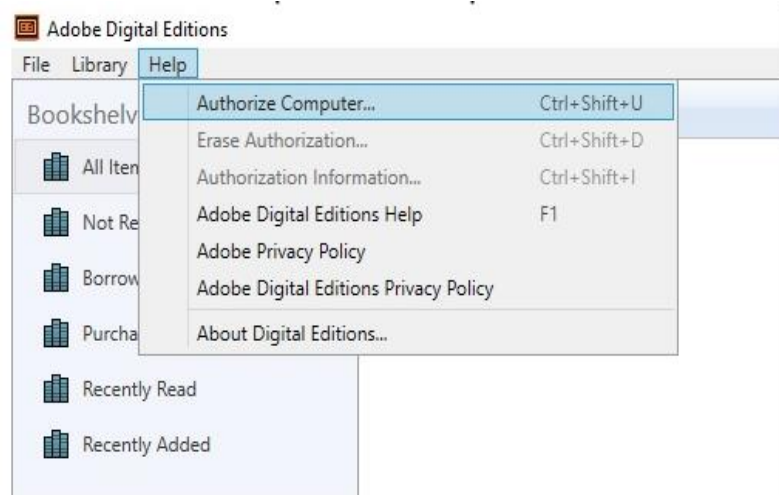 Adobe Digital Editions
File Library Help
Bookshelv
Authorize Computer... Ctrl+Shift+U
Erase Authorization... Ctrl+Shift+D
All Iten
Authorization Information... Ctrl+Shift+I
Not Re
Adobe Digital Editions Help F1
Adobe Privacy Policy
Borrow
Adobe Digital Editions Privacy Policy
Purcha
About Digital Editions...
Recently Read
Recently Added